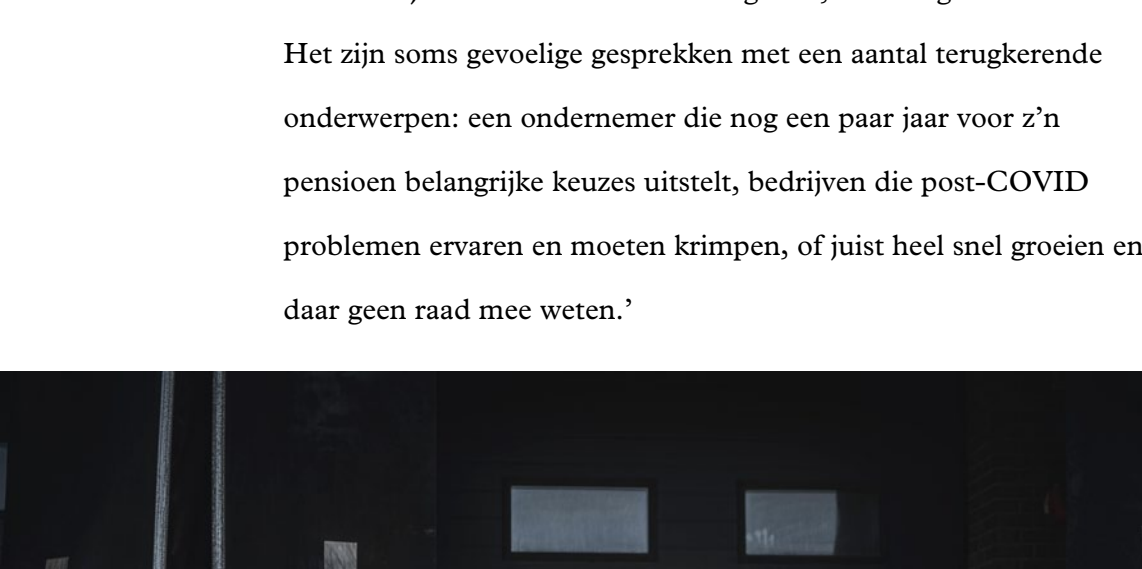 Het zijn soms gevoelige gesprekken met een aantal terugkerende
onderwerpen: een ondernemer die nog een paar jaar voor z’n
pensioen belangrijke keuzes uitstelt, bedrijven die post-COVID
problemen ervaren en moeten krimpen, of juist heel snel groeien en
daar geen raad mee weten.’